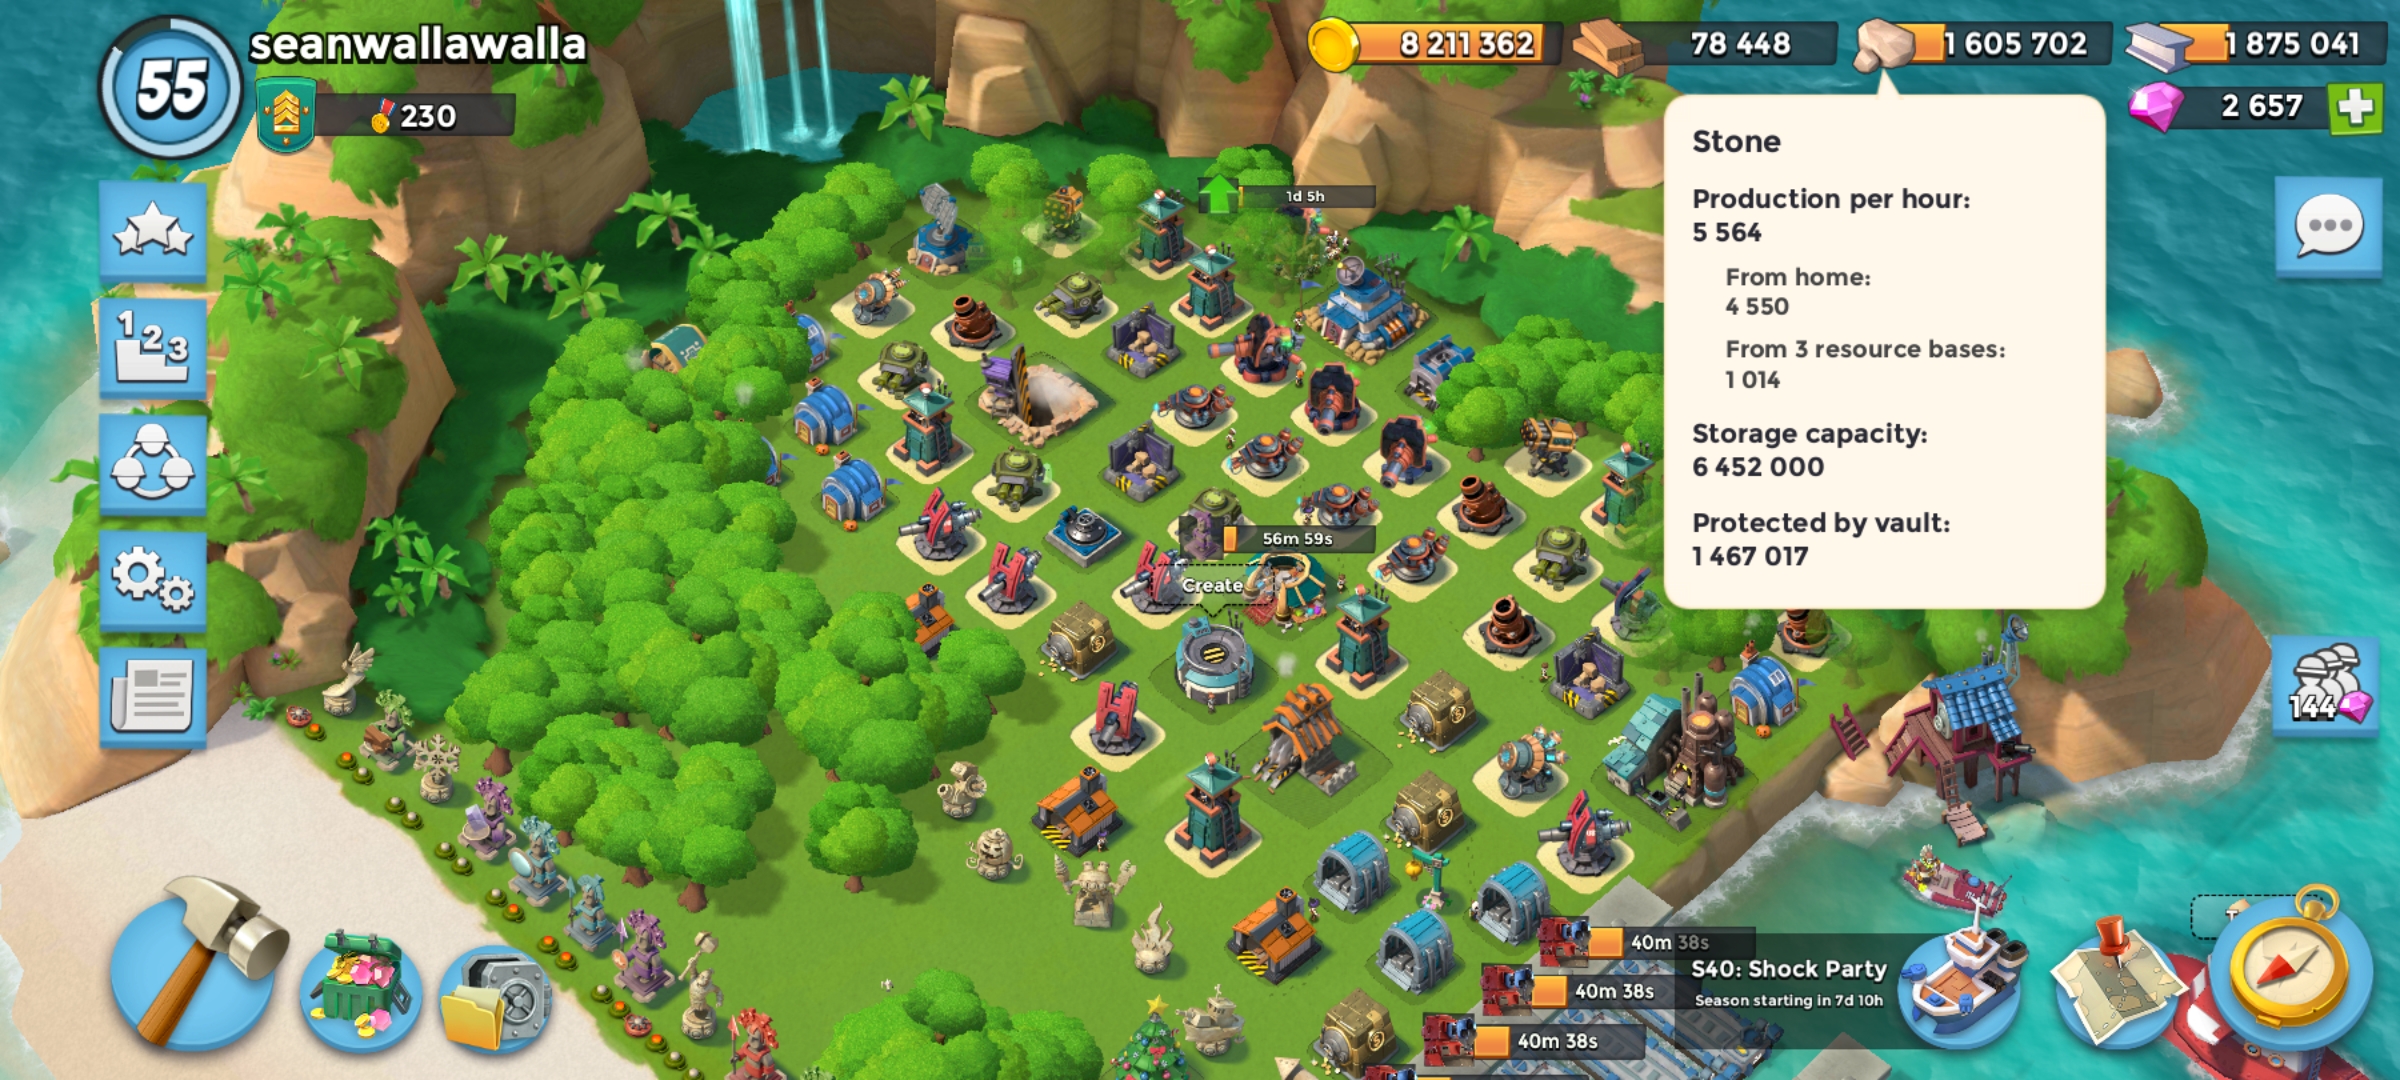 55
seanwallawalla
230
8 211 362
78 448
1 605 702
1 875 041
2 657
1d 5h
Stone
Production per hour:
5 564
From home:
4 550
From 3 resource bases:
1 014
Storage capacity:
6 452 000
Protected by vault:
1 467 017
1 2 3
56m 59s
Create
144
40m 38s
40m 38s
40m 38s
S40: Shock Party
Season starting in 7d 10h